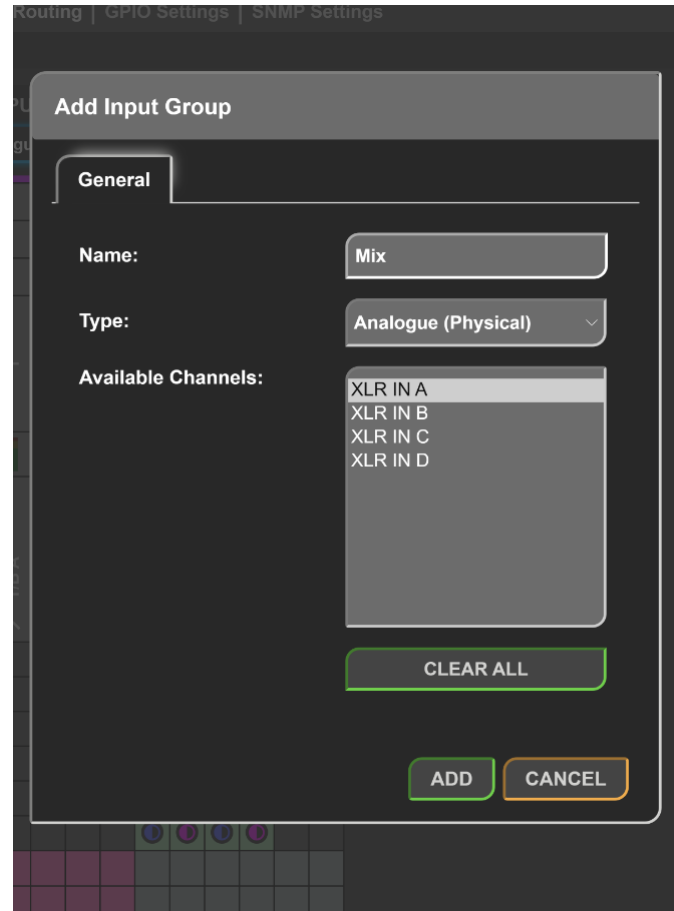 Routing | GPIO Settings | SNMP Settings
Add Input Group
General
Name:
Mix
Type:
Analogue (Physical)
Available Channels:
XLR IN A
XLR IN B
XLR IN C
XLR IN D
CLEAR ALL
ADD
CANCEL